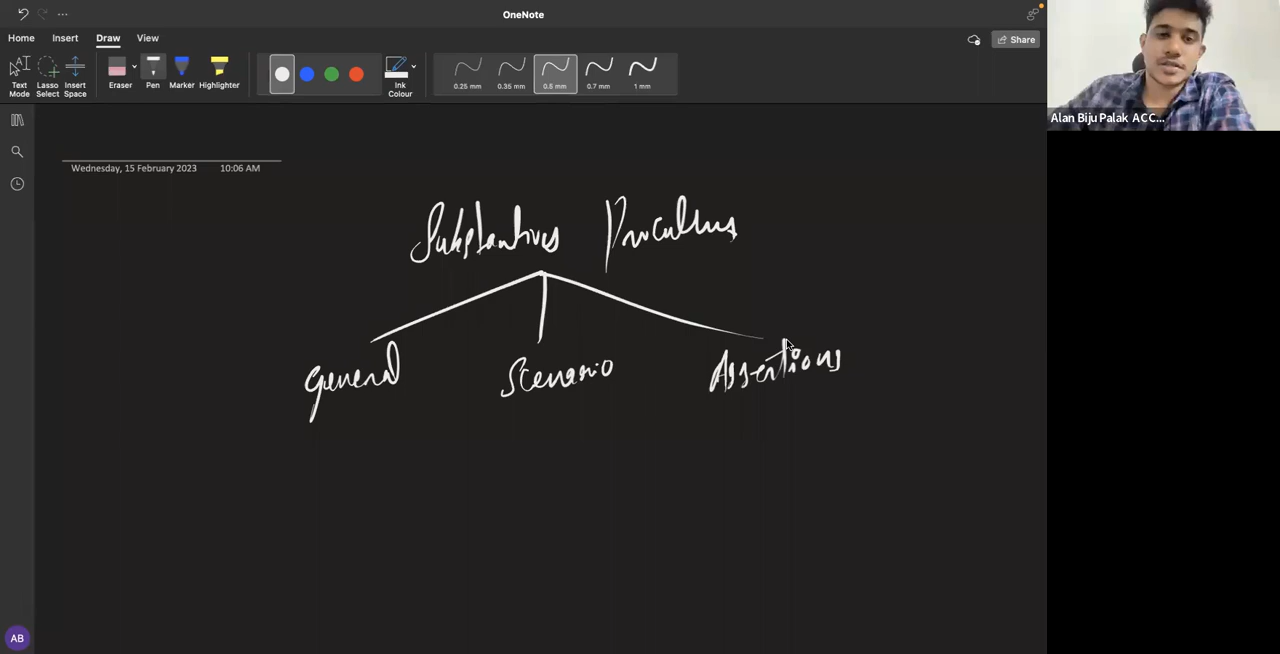 OneNote
Home Insert Draw View
Share
Text Mode
Lasso Select
Insert Space
Eraser
Pen
Marker
Highlighter
Ink Colour
0.25 mm
0.35 mm
0.5 mm
0.7 mm
1 mm
Alan Biju Palak ACC...
Wednesday, 15 February 2023 10:06 AM
Substantives
General Scenario Assertions
AB